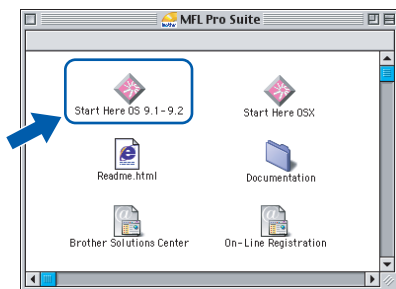 MFL Pro Suite
Start Here OS 9.1-9.2
Start Here OSX
Readme.html
Documentation
Brother Solutions Center
On-Line Registration